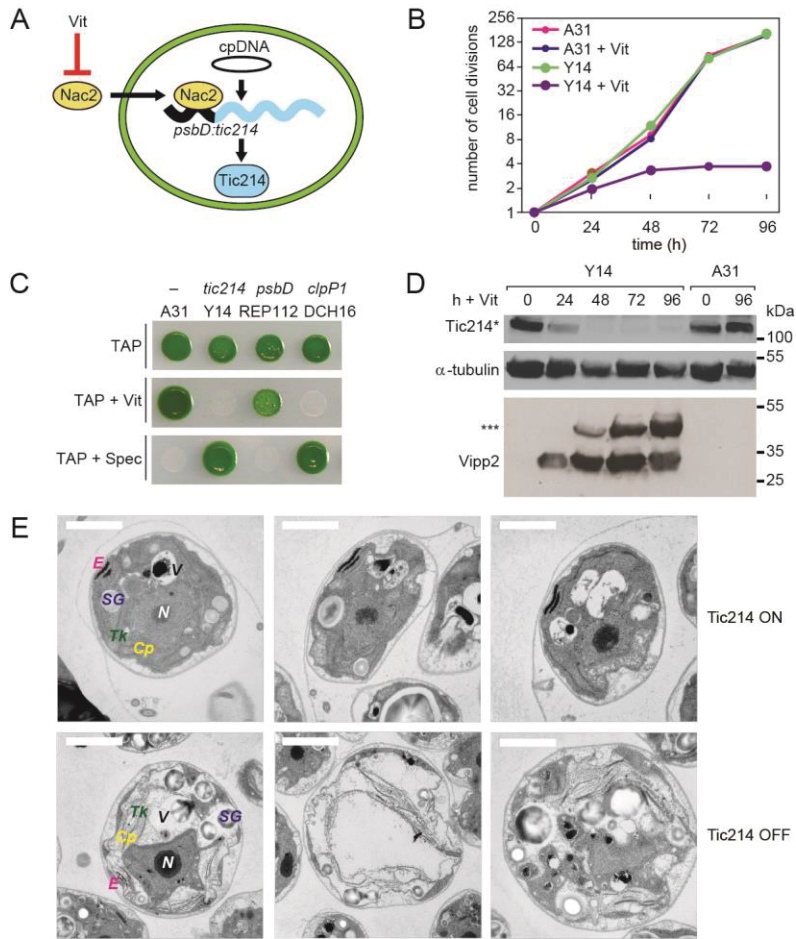 A
Vit
Nac2
cpDNA
Nac2
psbD:tic214
Tic214
B
number of cell divisions
256
128
64
32
16
8
4
2
1
A31
A31 + Vit
Y14
Y14 + Vit
0 24 48 72 96
time (h)
C
– tic214 psbD clpP1
A31 Y14 REP112 DCH16
TAP
TAP + Vit
TAP + Spec
D
Y14 A31
h + Vit 0 24 48 72 96 0 96 kDa
Tic214* 100
α-tubulin 55
55
***
35
Vipp2
25
E
E V
SG N
Tk
Cp
Tic214 ON
Tk V SG
Cp
N
E
Tic214 OFF